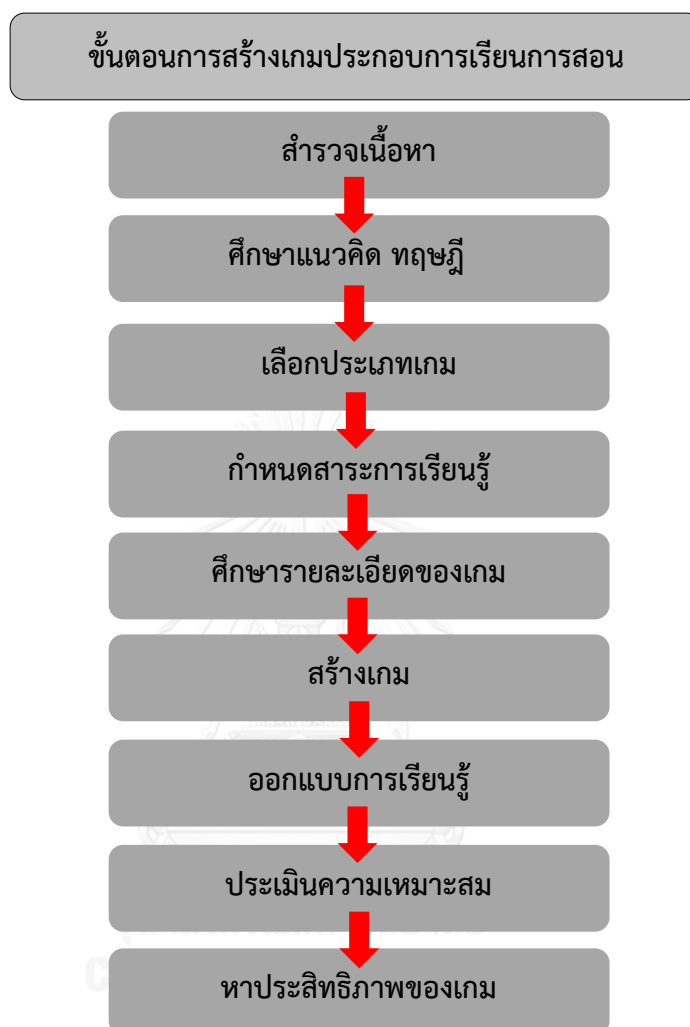 ขั้นตอนการสร้างเกมประกอบการเรียนการสอน
สำรวจเนื้อหา
ศึกษาแนวคิด ทฤษฎี
เลือกประเภทเกม
กำหนดสาระการเรียนรู้
ศึกษารายละเอียดของเกม
สร้างเกม
ออกแบบการเรียนรู้
ประเมินความเหมาะสม
หาประสิทธิภาพของเกม